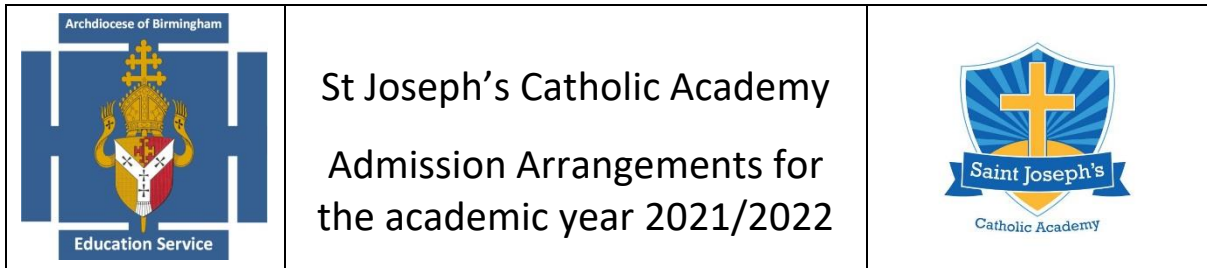 Archdiocese of Birmingham
Education Service
St Joseph’s Catholic Academy
Admission Arrangements for
the academic year 2021/2022
Saint Joseph's
Catholic Academy